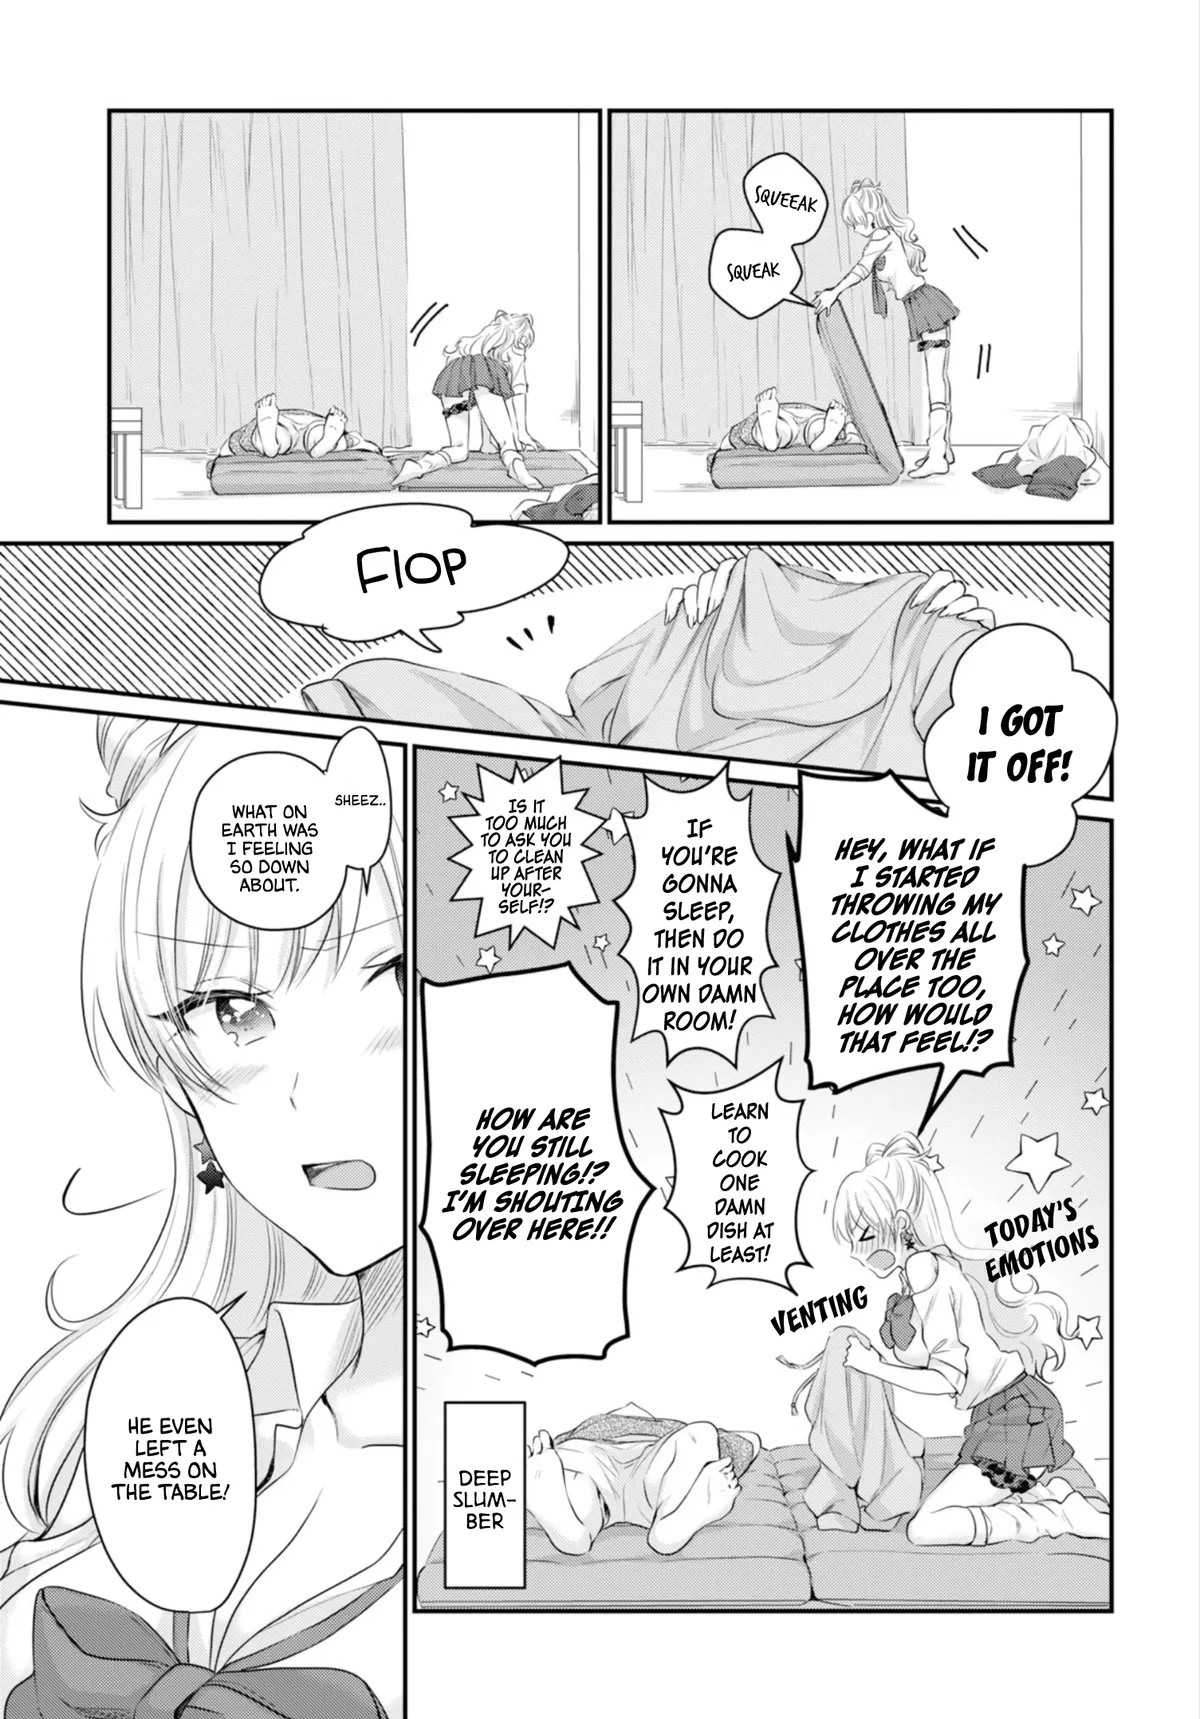 SQUEEAK
SQUEAK
FlOP
I GOT
IT OFF!
HEY, WHAT IF
I STARTED
THROWING MY
CLOTHES ALL
OVER THE
PLACE TOO,
HOW WOULD
THAT FEEL!?
IF
YOU'RE
GONNA
SLEEP,
THEN DO
IT IN YOUR
OWN DAMN
ROOM!
IS IT
TOO MUCH
TO ASK YOU
TO CLEAN
UP AFTER
YOUR-
SELF!?
LEARN
TO
COOK
ONE
DAMN
DISH AT
LEAST!
HOW ARE
YOU STILL
SLEEPING!?
I'M SHOUTING
OVER HERE!!
TODAY'S
EMOTIONS
VENTING
DEEP
SLUM-
BER
SHEEZ..
WHAT ON
EARTH WAS
I FEELING
SO DOWN
ABOUT.
HE EVEN
LEFT A
MESS ON
THE TABLE!